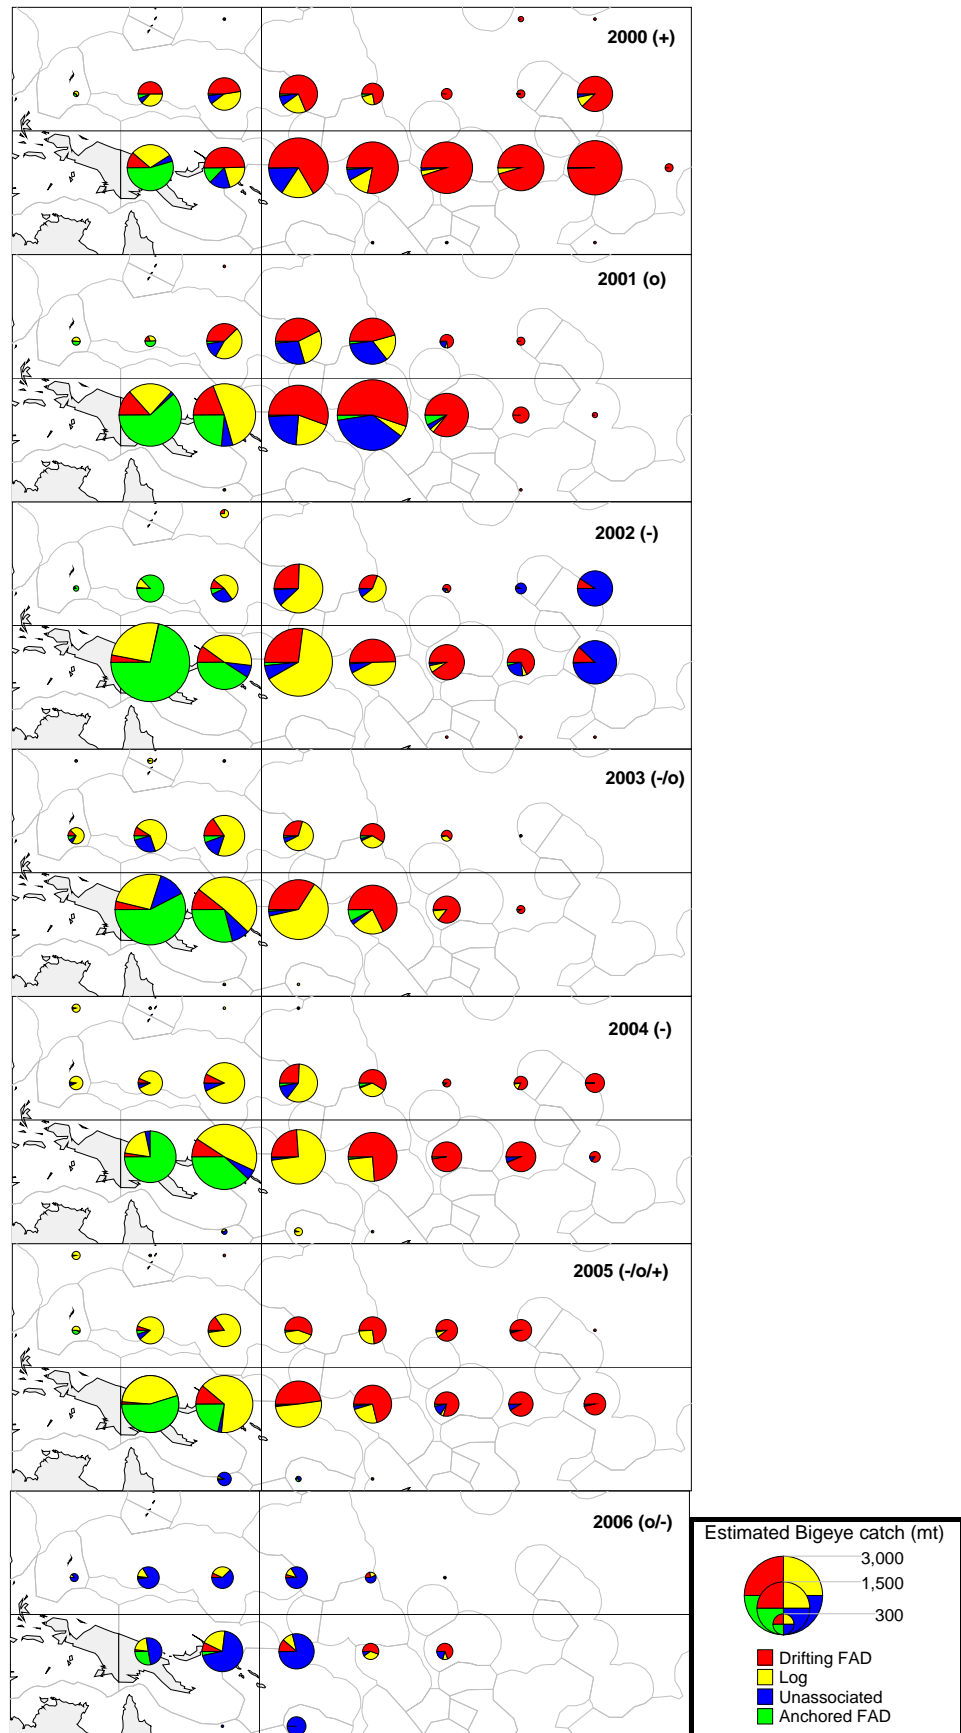 2000 (+)
2001 (o)
2002 (-)
2003 (-/o)
2004 (-)
2005 (-/o/+)
2006 (o/-)
Estimated Bigeye catch (mt)
3,000
1,500
300
Drifting FAD
Log
Unassociated
Anchored FAD